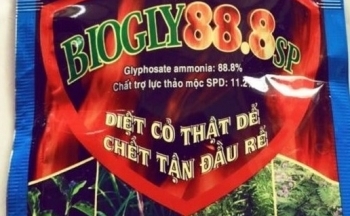 BIOGLY88.8SP
Glyphosate ammonia: 88.8%
Chất trợ lực thảo mộc SPD: 11.2
DIỆT CỎ THẬT DỄ
CHẾT TẬN ĐẦU RỄ